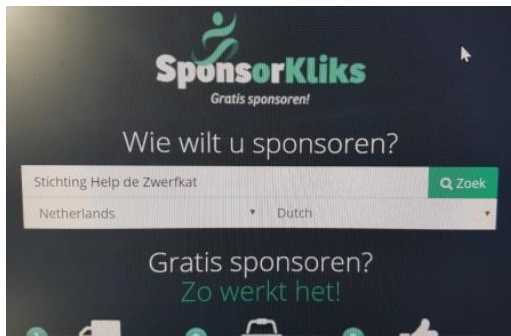 SponsorKliks
Gratis sponsoren!
Wie wilt u sponsoren?
Stichting Help de Zwerfkat Zoek
Netherlands Dutch
Gratis sponsoren?
Zo werkt het!